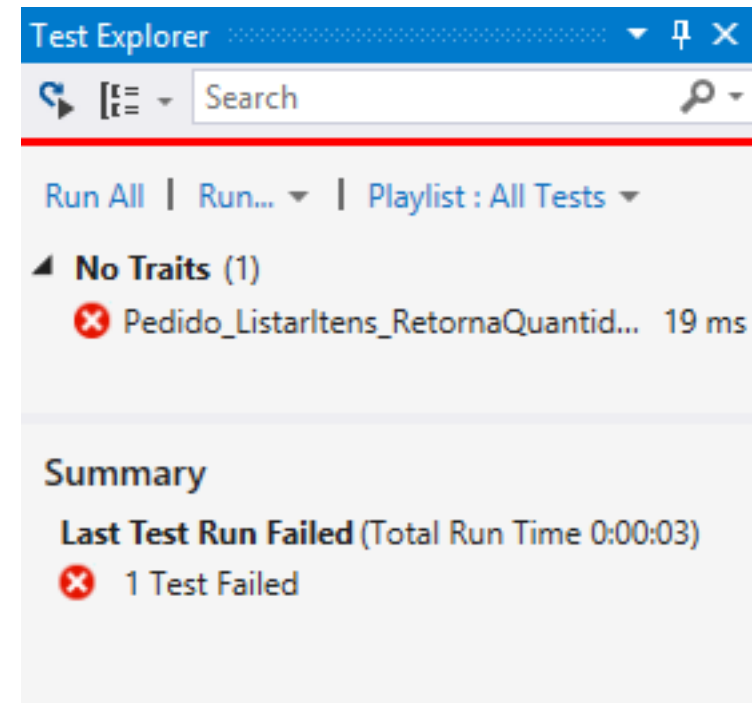 Test Explorer
Search
Run All | Run... | Playlist : All Tests
No Traits (1)
Pedido_ListarItens_RetornaQuantid... 19 ms
Summary
Last Test Run Failed (Total Run Time 0:00:03)
1 Test Failed